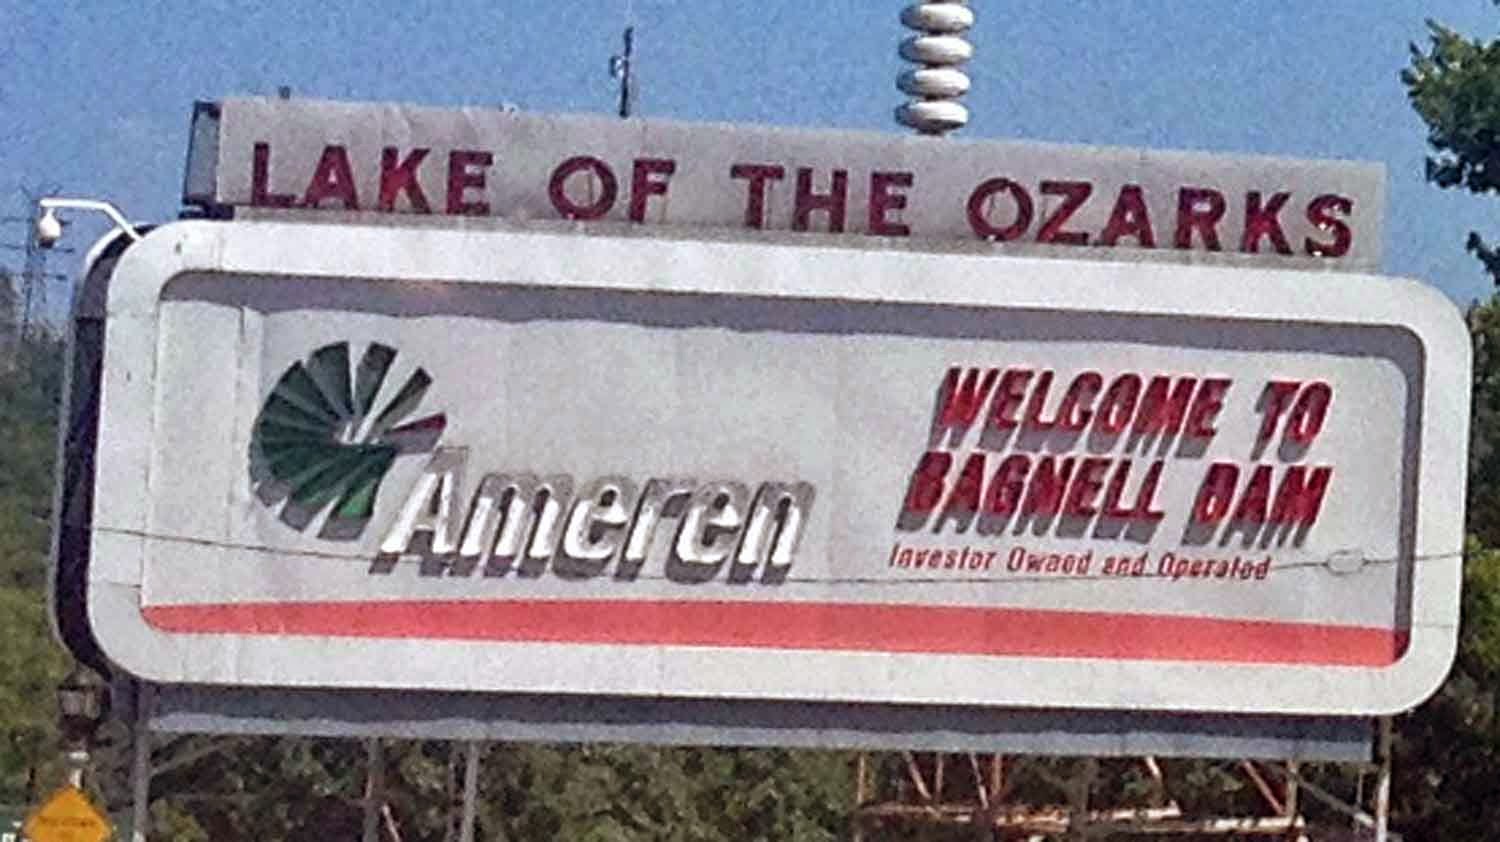 LAKE OF THE OZARKS
Ameren
WELCOME TO
BAGNELL DAM
Investor Owned and Operated